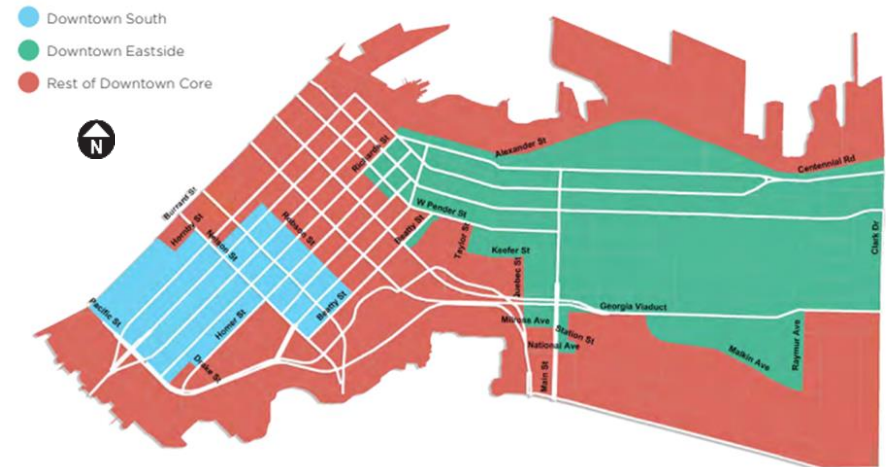 Downtown South
Downtown Eastside
Rest of Downtown Core
N
Alexander St
Centennial Rd
Richards St
Burrard St
Hornby St
Nelson St
Robson St
W Pender St
Beatty St
Taylor St
Keefer St
Quebec St
Clark Dr
Pacific St
Homer St
Beatty St
Drake St
Georgia Viaduct
Milross Ave
Station St
National Ave
Main St
Malkin Ave
Raymur Ave